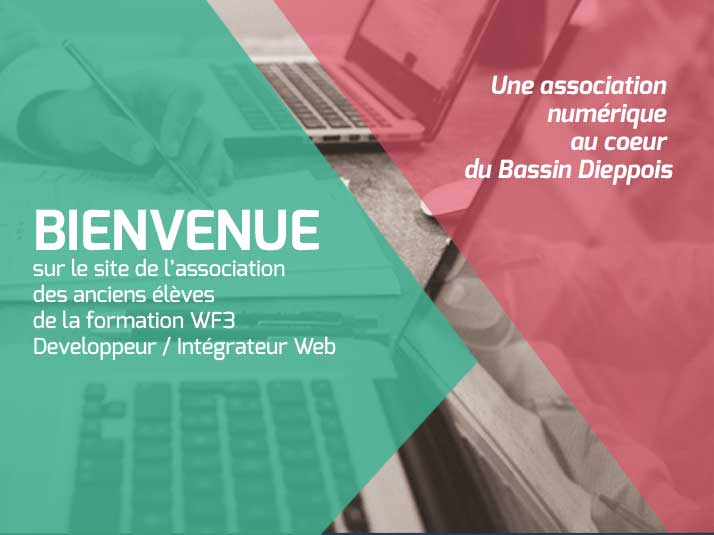 BIENVENUE
sur le site de l'association
des anciens élèves
de la formation WF3
Developpeur / Intégrateur Web
Une association
numérique
au coeur
du Bassin Dieppois